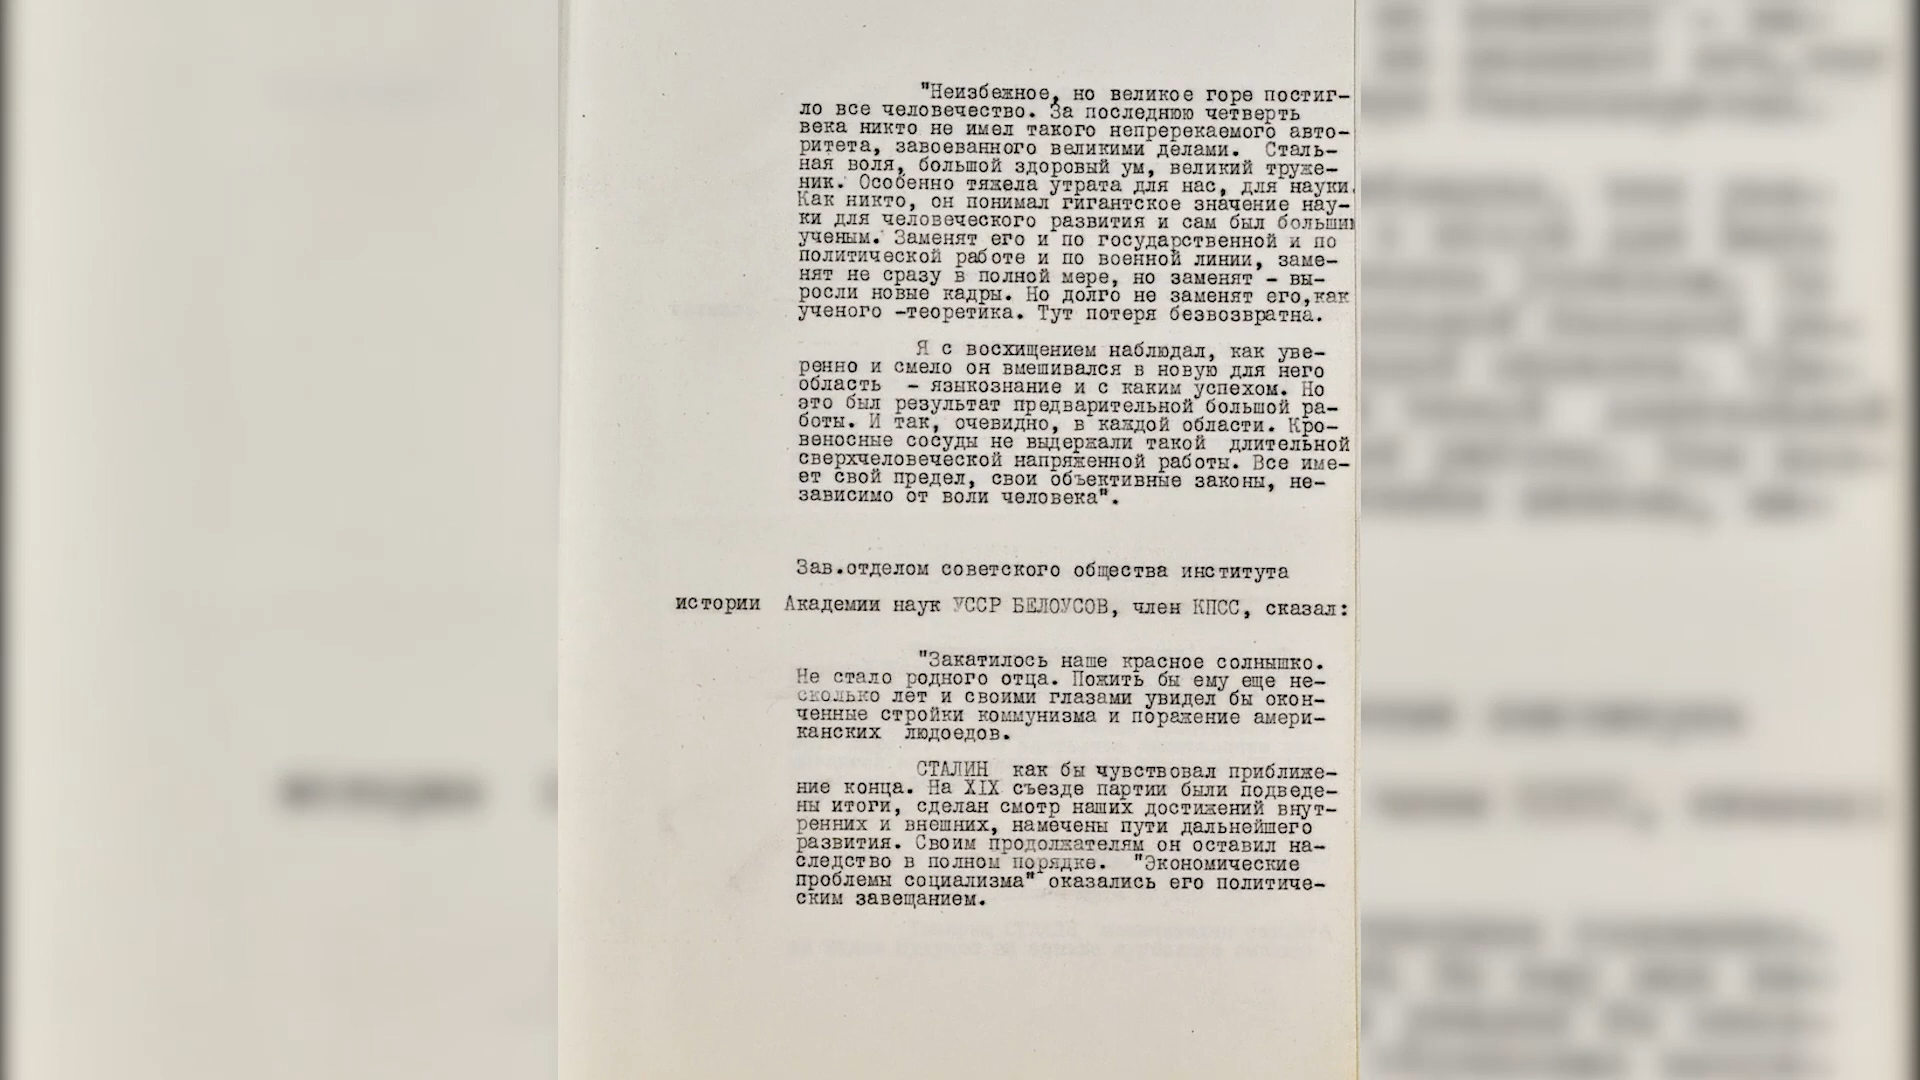 "Неизбежное, но великое горе постиг-
ло все человечество. За последнюю четверть
века никто не имел такого непререкаемого авто-
ритета, завоеванного великими делами. Сталь-
ная воля, большой здоровый ум, великий труже-
ник. Особенно тяжела утрата для нас, для науки.
Как никто, он понимал гигантское значение нау-
ки для человеческого развития и сам был большим
ученым. Заменят его и по государственной и по
политической работе и по военной линии, заме-
нят не сразу в полной мере, но заменят - вы-
росли новые кадры. Но долго не заменят его,как
ученого -теоретика. Тут потеря безвозвратна.
Я с восхищением наблюдал, как уве-
ренно и смело он вмешивался в новую для него
область - языкознание и с каким успехом. Но
это был результат предварительной большой ра-
боты. И так, очевидно, в каждой области. Кро-
веносные сосуды не выдержали такой длительной
сверхчеловеческой напряженной работы. Все име-
ет свой предел, свои объективные законы, не-
зависимо от воли человека".
Зав.отделом советского общества института
истории Академии наук УССР БЕЛОУСОВ, член КПСС, сказал:
"Закатилось наше красное солнышко.
Не стало родного отца. Пожить бы ему еще не-
сколько лет и своими глазами увидел бы окон-
ченные стройки коммунизма и поражение амери-
канских людоедов.
СТАЛИН как бы чувствовал приближе-
ние конца. На XIX съезде партии были подведе-
ны итоги, сделан смотр наших достижений внут-
ренних и внешних, намечены пути дальнейшего
развития. Своим продолжателям он оставил на-
следство в полном порядке. "Экономические
проблемы социализма" оказались его политиче-
ским завещанием.